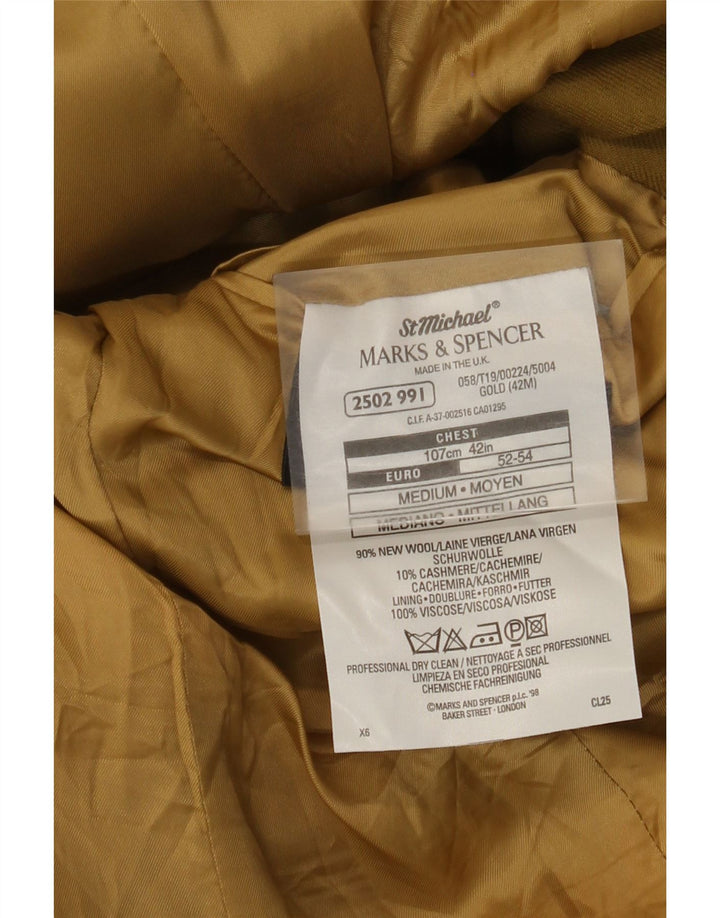 StMichael®
MARKS & SPENCER
MADE IN THE U.K.
2502 991
058/T19/00224/5004
GOLD (42M)
C.I.F. A-37-002516 CA01295
CHEST
107cm 42in
EURO 52-54
MEDIUM • MOYEN
MEDIANO • MITTELLANG
90% NEW WOOL/LAINE VIERGE/LANA VIRGEN
SCHURWOLLE
10% CASHMERE/CACHEMIRE/
CACHEMIRA/KASCHMIR
LINING • DOUBLURE • FORRO • FUTTER
100% VISCOSE/VISCOSA/VISKOSE
P
PROFESSIONAL DRY CLEAN / NETTOYAGE A SEC PROFESSIONNEL
LIMPIEZA EN SECO PROFESIONAL
CHEMISCHE FACHREINIGUNG
©MARKS AND SPENCER p.l.c. '98
BAKER STREET · LONDON
X6
CL25